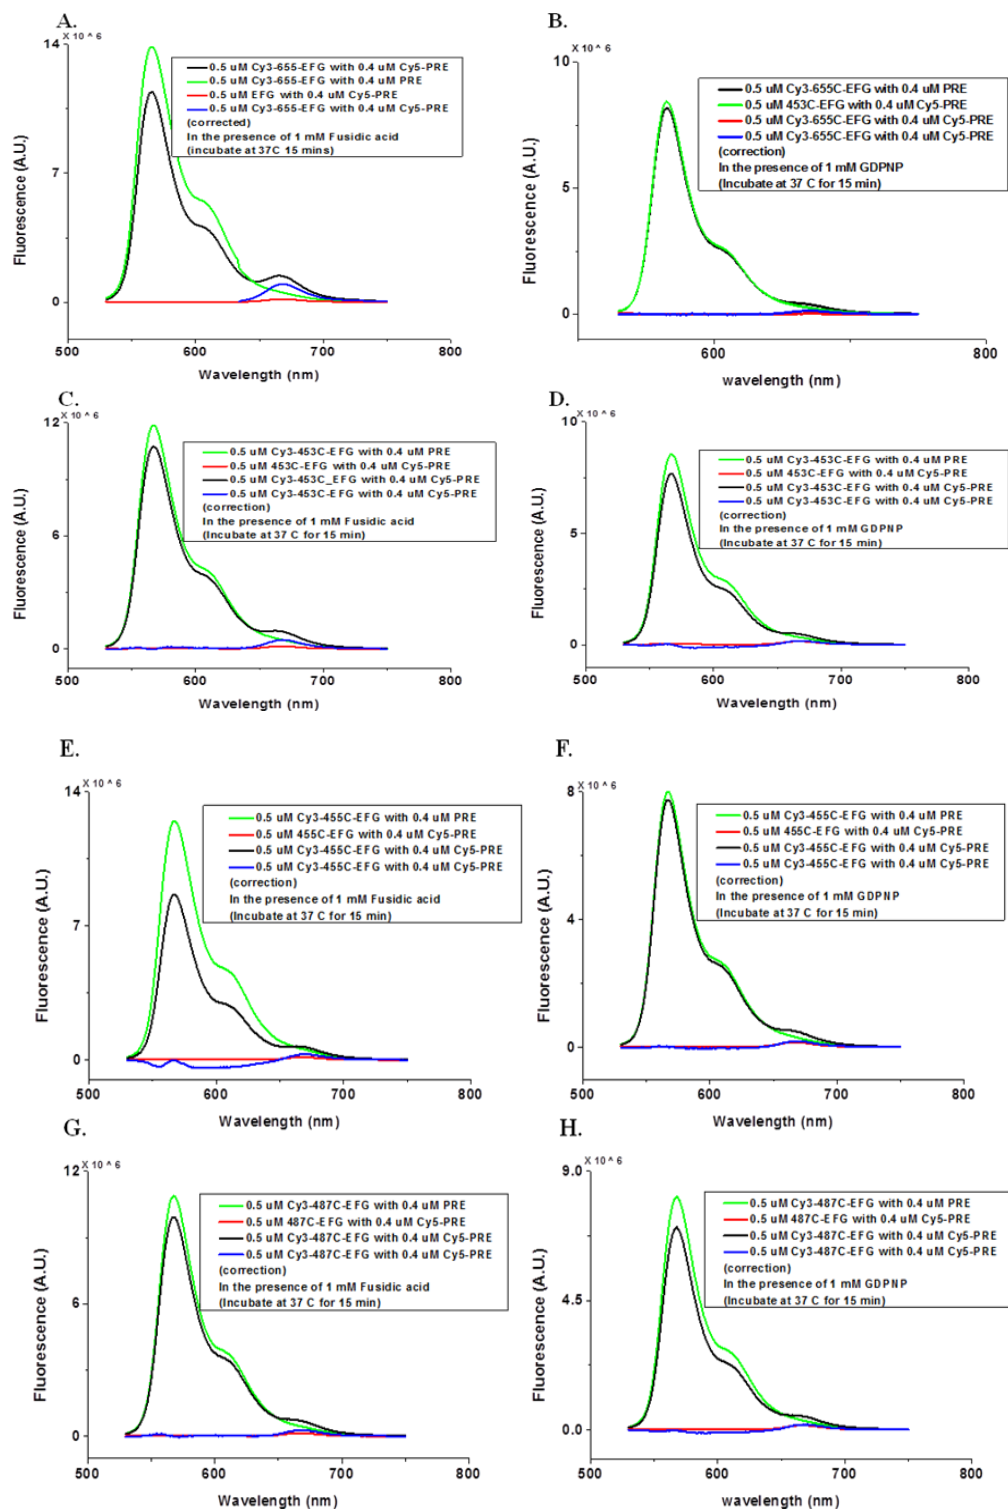 A.
X 10 ^ 6
14
7
0
Fluorescence (A.U.)
0.5 uM Cy3-655-EFG with 0.4 uM Cy5-PRE
0.5 uM Cy3-655-EFG with 0.4 uM PRE
0.5 uM EFG with 0.4 uM Cy5-PRE
0.5 uM Cy3-655-EFG with 0.4 uM Cy5-PRE
(corrected)
In the presence of 1 mM Fusidic acid
(incubate at 37C 15 mins)
500 600 700 800
Wavelength (nm)
B.
X 10 ^ 6
10
5
0
Fluorescence (A.U.)
0.5 uM Cy3-655C-EFG with 0.4 uM PRE
0.5 uM 453C-EFG with 0.4 uM Cy5-PRE
0.5 uM Cy3-655C-EFG with 0.4 uM Cy5-PRE
0.5 uM Cy3-655C-EFG with 0.4 uM Cy5-PRE
(correction)
In the presence of 1 mM GDPNP
(Incubate at 37 C for 15 min)
600 800
wavelength (nm)
C.
X 10 ^ 6
12
6
0
Fluorescence (A.U.)
0.5 uM Cy3-453C-EFG with 0.4 uM PRE
0.5 uM 453C-EFG with 0.4 uM Cy5-PRE
0.5 uM Cy3-453C_EFG with 0.4 uM Cy5-PRE
0.5 uM Cy3-453C-EFG with 0.4 uM Cy5-PRE
(correction)
In the presence of 1 mM Fusidic acid
(Incubate at 37 C for 15 min)
500 600 700 800
Wavelength (nm)
D.
X 10 ^ 6
10
5
0
Fluorescence (A.U.)
0.5 uM Cy3-453C-EFG with 0.4 uM PRE
0.5 uM 453C-EFG with 0.4 uM Cy5-PRE
0.5 uM Cy3-453C-EFG with 0.4 uM Cy5-PRE
0.5 uM Cy3-453C-EFG with 0.4 uM Cy5-PRE
(correction)
In the presence of 1 mM GDPNP
(Incubate at 37 C for 15 min)
500 600 700 800
Wavelength (nm)
E.
X 10 ^ 6
14
7
0
Fluorescence (A.U.)
0.5 uM Cy3-455C-EFG with 0.4 uM PRE
0.5 uM 455C-EFG with 0.4 uM Cy5-PRE
0.5 uM Cy3-455C-EFG with 0.4 uM Cy5-PRE
0.5 uM Cy3-455C-EFG with 0.4 uM Cy5-PRE
(correction)
In the presence of 1 mM Fusidic acid
(Incubate at 37 C for 15 min)
500 600 700 800
Wavelength (nm)
F.
X 10 ^ 6
8
4
0
Fluorescence (A.U.)
0.5 uM Cy3-455C-EFG with 0.4 uM PRE
0.5 uM 455C-EFG with 0.4 uM Cy5-PRE
0.5 uM Cy3-455C-EFG with 0.4 uM Cy5-PRE
0.5 uM Cy3-455C-EFG with 0.4 uM Cy5-PRE
(correction)
In the presence of 1 mM GDPNP
(Incubate at 37 C for 15 min)
500 600 700 800
Wavelength (nm)
G.
X 10 ^ 6
12
6
0
Fluorescence (A.U.)
0.5 uM Cy3-487C-EFG with 0.4 uM PRE
0.5 uM 487C-EFG with 0.4 uM Cy5-PRE
0.5 uM Cy3-487C-EFG with 0.4 uM Cy5-PRE
0.5 uM Cy3-487C-EFG with 0.4 uM Cy5-PRE
(correction)
In the presence of 1 mM Fusidic acid
(Incubate at 37 C for 15 min)
500 600 700 800
Wavelength (nm)
H.
X 10 ^ 6
9.0
4.5
0.0
Fluorescence (A.U.)
0.5 uM Cy3-487C-EFG with 0.4 uM PRE
0.5 uM 487C-EFG with 0.4 uM Cy5-PRE
0.5 uM Cy3-487C-EFG with 0.4 uM Cy5-PRE
0.5 uM Cy3-487C-EFG with 0.4 uM Cy5-PRE
(correction)
In the presence of 1 mM GDPNP
(Incubate at 37 C for 15 min)
500 600 700 800
wavelength (nm)